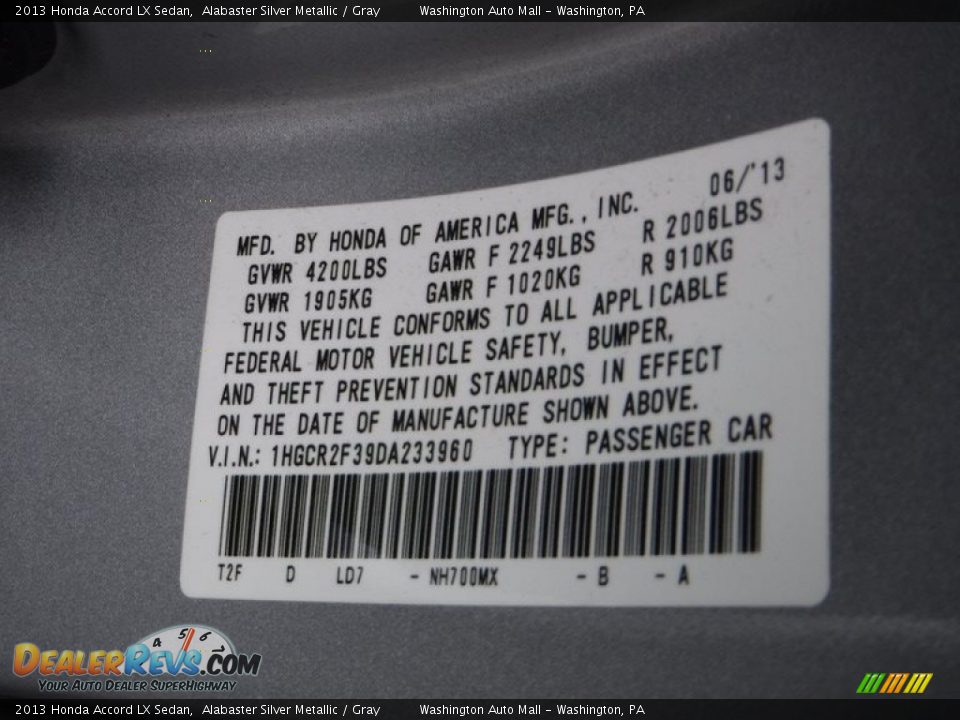 2013 Honda Accord LX Sedan, Alabaster Silver Metallic / Gray Washington Auto Mall - Washington, PA
MFD. BY HONDA OF AMERICA MFG., INC. 06/'13
GVWR 4200LBS GAWR F 2249LBS R 2006LBS
GVWR 1905KG GAWR F 1020KG R 910KG
THIS VEHICLE CONFORMS TO ALL APPLICABLE
FEDERAL MOTOR VEHICLE SAFETY, BUMPER,
AND THEFT PREVENTION STANDARDS IN EFFECT
ON THE DATE OF MANUFACTURE SHOWN ABOVE.
V.I.N.: 1HGCR2F39DA233960 TYPE: PASSENGER CAR
T2F D LD7 - NH700MX - B - A
4 5 6
DEALERREVS.COM
YOUR AUTO DEALER SUPERHIGHWAY
2013 Honda Accord LX Sedan, Alabaster Silver Metallic / Gray Washington Auto Mall - Washington, PA